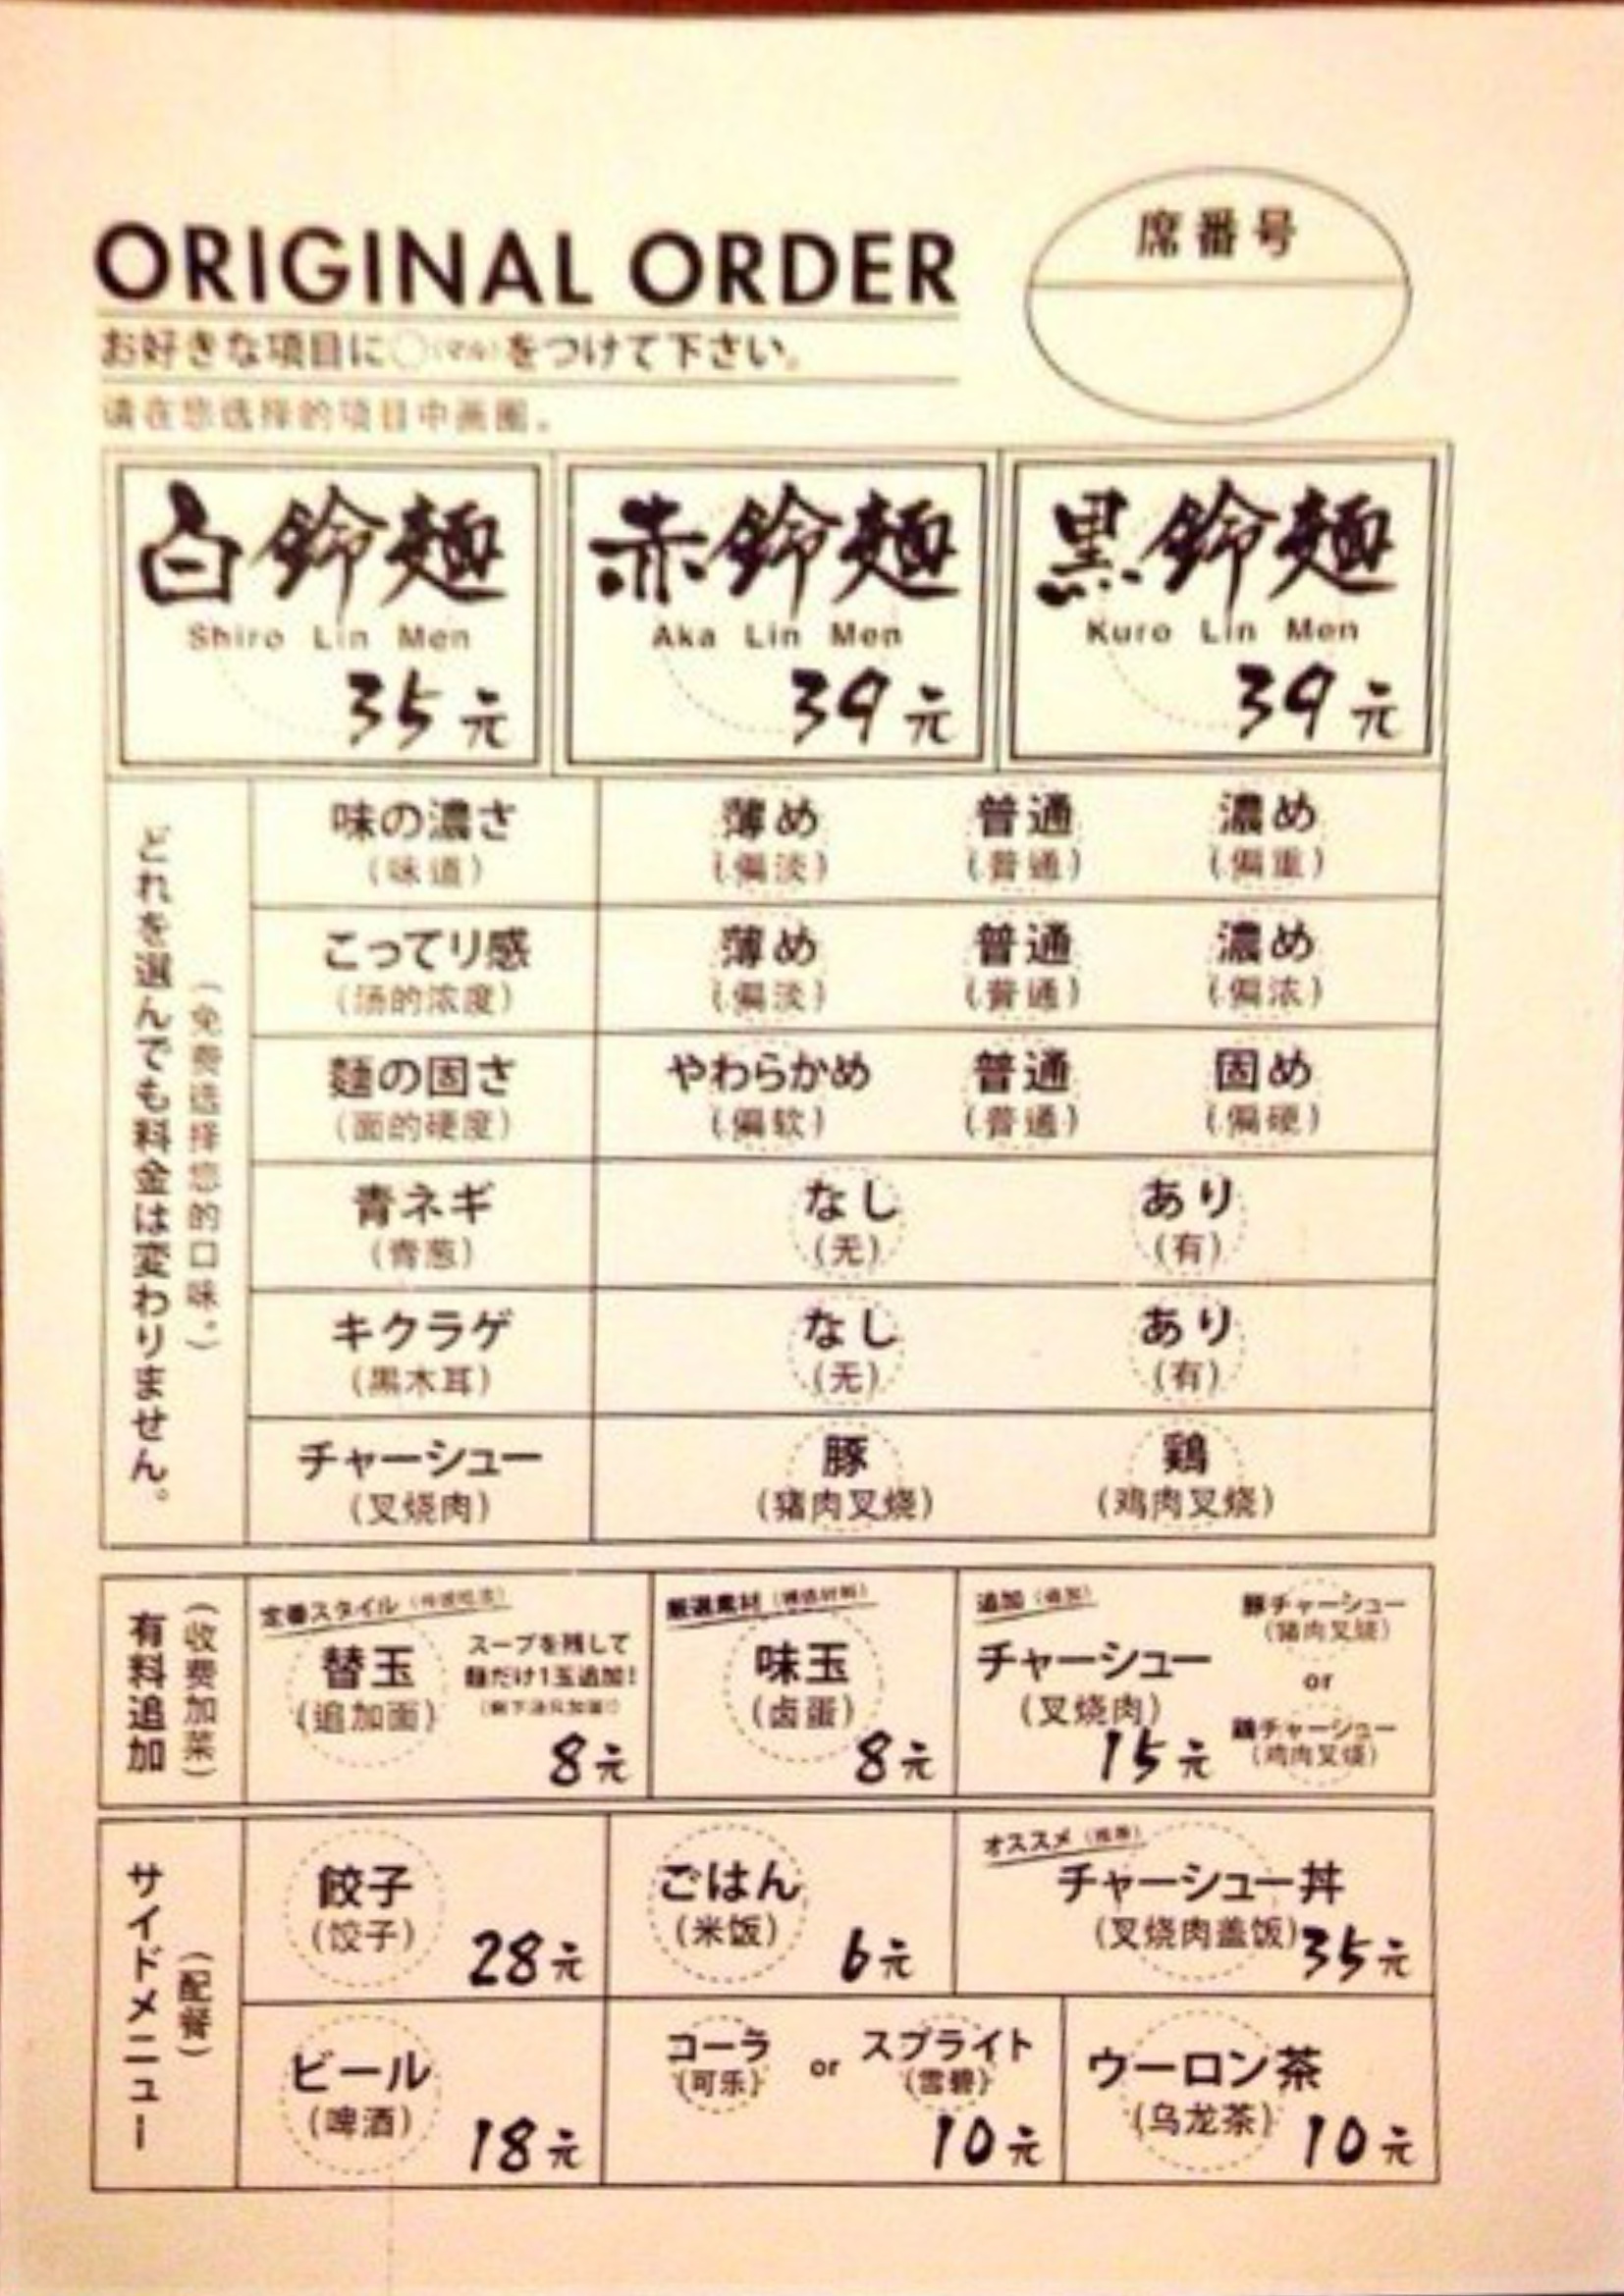 ORIGINAL ORDER
席番号
お好きな項目に〇(マル)をつけて下さい。
请在您选择的项目中画圈。
白鈴麺
Shiro Lin Men
35元
赤鈴麺
Aka Lin Men
39元
黒鈴麺
Kuro Lin Men
39元
どれを選んでも料金は変わりません。
(免费选择您的口味。)
味の濃さ
(味道)
薄め 普通 濃め
(偏淡) (普通) (偏重)
こってり感
(汤的浓度)
薄め 普通 濃め
(偏淡) (普通) (偏浓)
麺の固さ
(面的硬度)
やわらかめ 普通 固め
(偏软) (普通) (偏硬)
青ネギ
(青葱)
なし あり
(无) (有)
キクラゲ
(黒木耳)
なし あり
(无) (有)
チャーシュー
(叉烧肉)
豚 鶏
(猪肉叉烧) (鸡肉叉烧)
有料追加
(收费加菜)
定番スタイル
替玉
(追加面)
スープを残して
麺だけ1玉追加!
8元
厳選素材
味玉
(卤蛋)
8元
追加(追加)
チャーシュー
(叉烧肉)
15元
豚チャーシュー
(猪肉叉烧)
or
鶏チャーシュー
(鸡肉叉烧)
サイドメニュー
(配餐)
餃子
(饺子)
28元
ごはん
(米饭)
6元
オススメ(推荐)
チャーシュー丼
(叉烧肉盖饭)
35元
ビール
(啤酒)
18元
コーラ or スプライト
(可乐) (雪碧)
10元
ウーロン茶
(乌龙茶)
10元